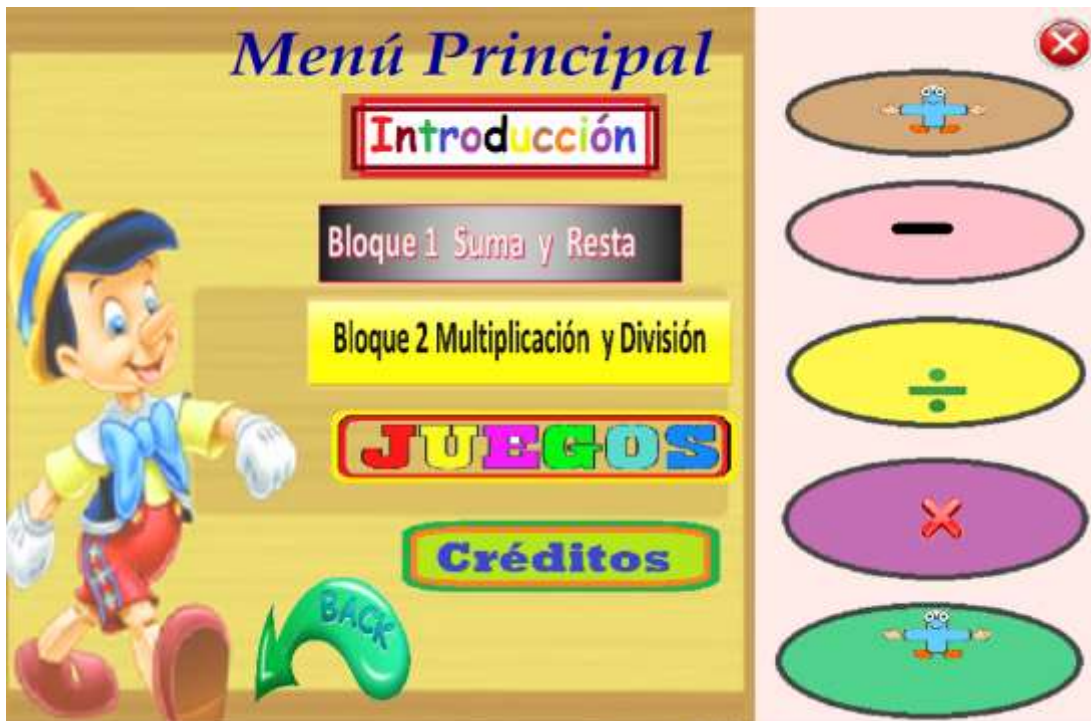 Menú Principal
Introducción
Bloque 1 Suma y Resta
Bloque 2 Multiplicación y División
JUEGOS
Créditos
BACK